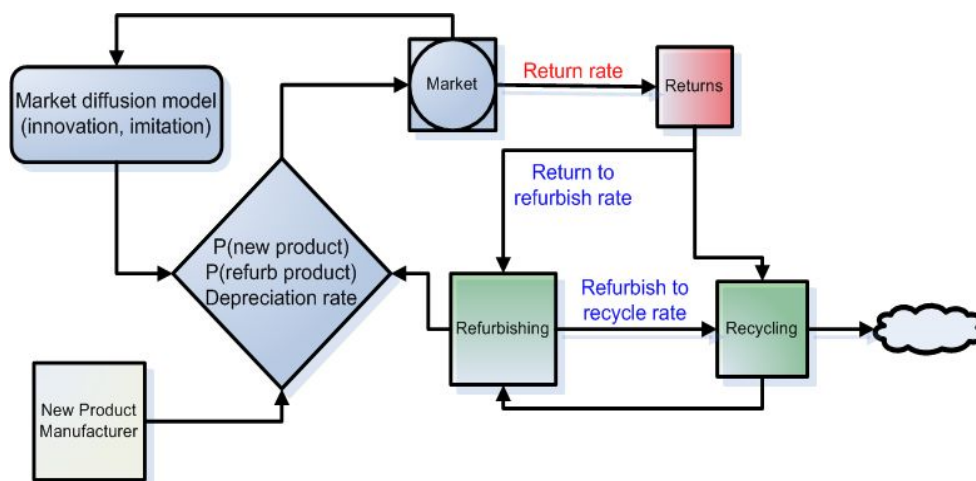 Market
Return rate
Returns
Market diffusion model
(innovation, imitation)
Return to
refurbish rate
P(new product)
P(refurb product)
Depreciation rate
Refurbishing
Refurbish to
recycle rate
Recycling
New Product
Manufacturer